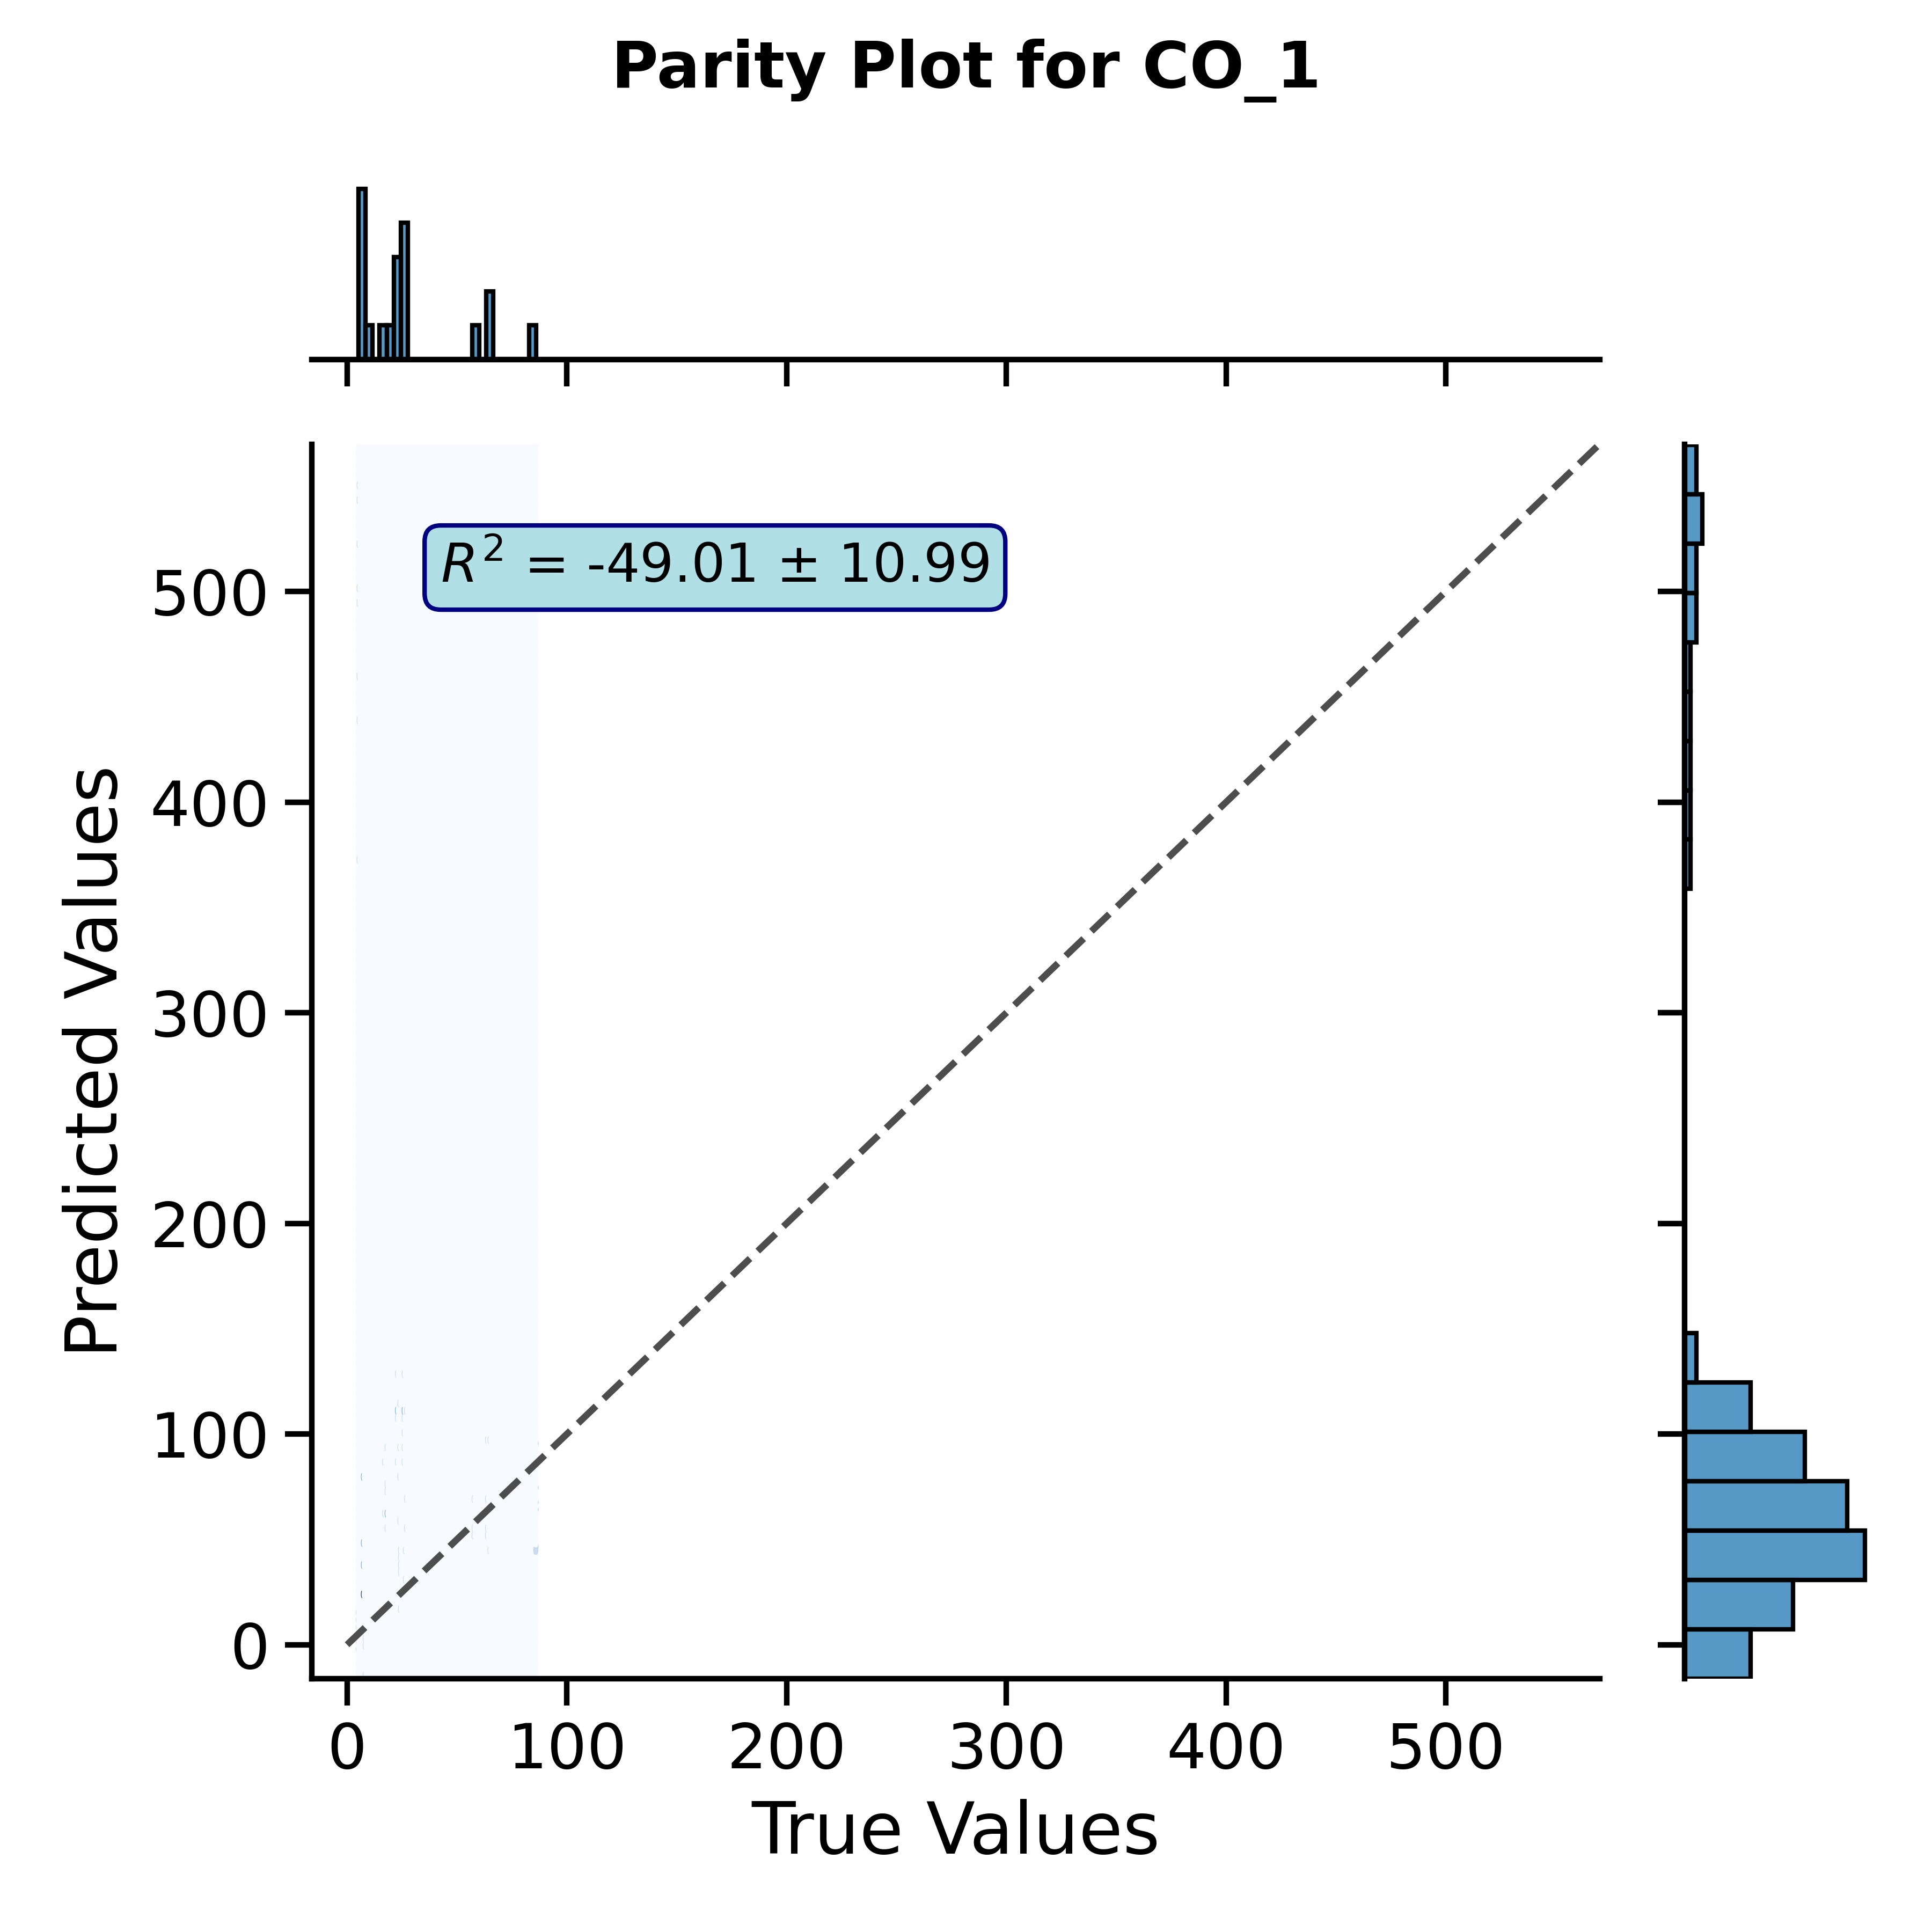 Parity Plot for CO_1
R² = -49.01 ± 10.99
Predicted Values
500
400
300
200
100
0
0 100 200 300 400 500
True Values